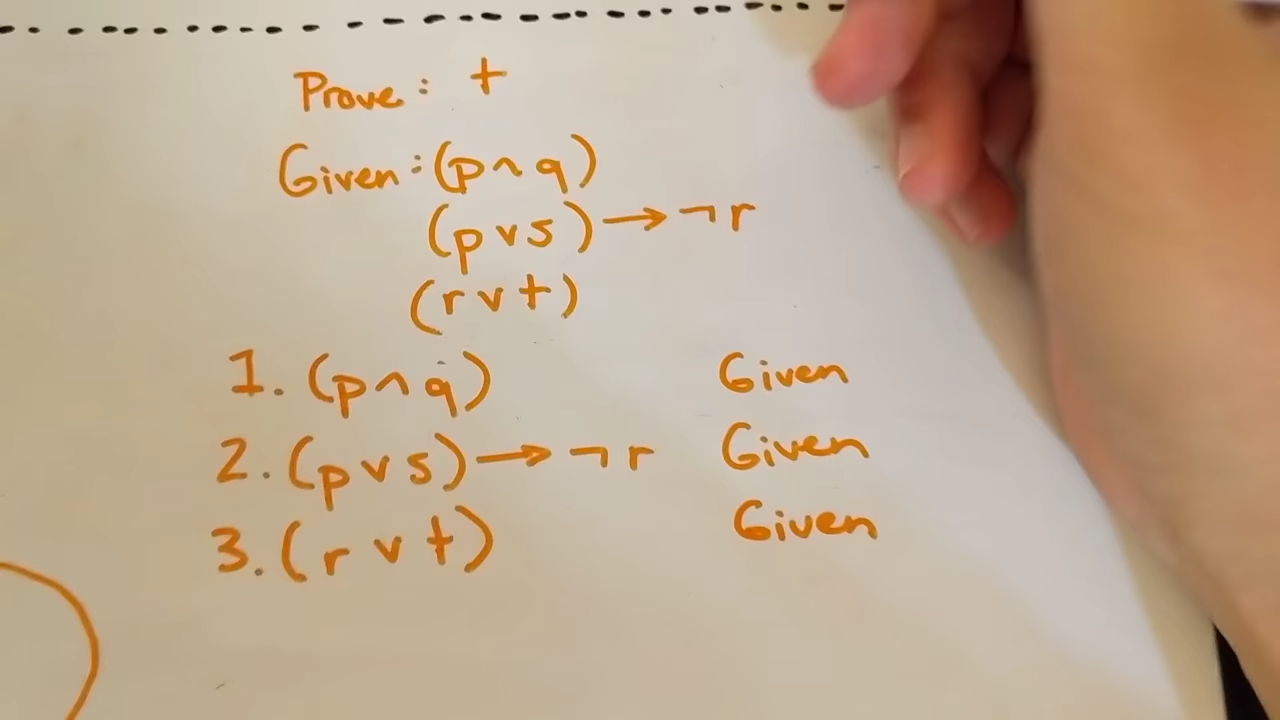 Prove: t
Given: (p ∧ q)
(p ∨ s) → ¬r
(r ∨ t)
1. (p ∧ q) Given
2. (p ∨ s) → ¬r Given
3. (r ∨ t) Given